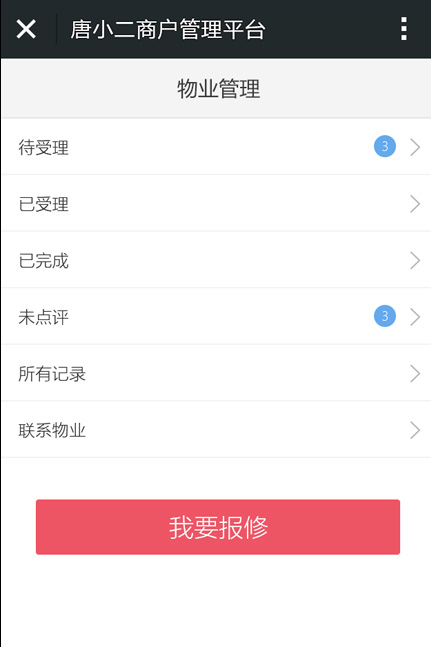 唐小二商户管理平台
物业管理
待受理 3
已受理
已完成
未点评 3
所有记录
联系物业
我要报修